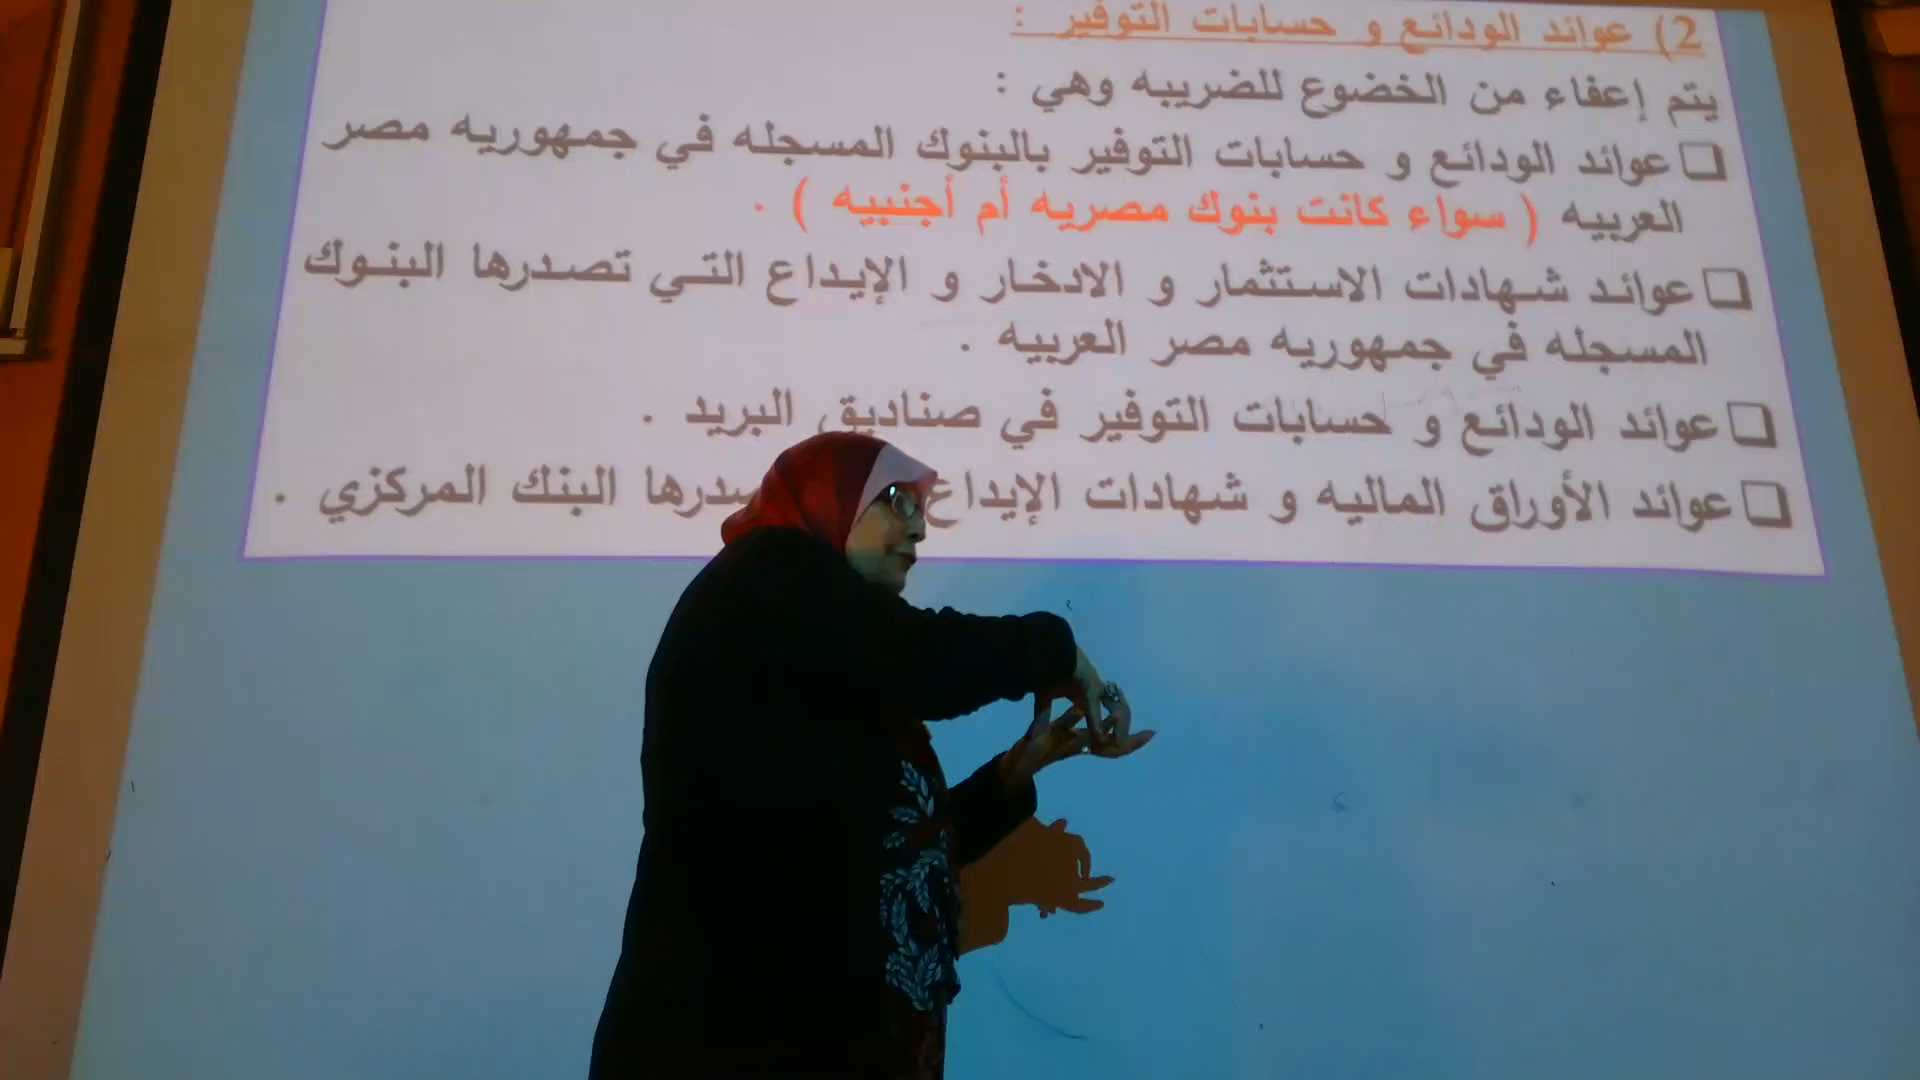 2) عوائد الودائع و حسابات التوفير :
يتم إعفاء من الخضوع للضريبه وهي :
عوائد الودائع و حسابات التوفير بالبنوك المسجله في جمهوريه مصر
العربيه ( سواء كانت بنوك مصريه أم أجنبيه ) .
عوائد شهادات الاستثمار و الادخار و الإيداع التي تصدرها البنوك
المسجله في جمهوريه مصر العربيه .
عوائد الودائع و حسابات التوفير في صناديق البريد .
عوائد الأوراق الماليه و شهادات الإيداع البنك المركزي .